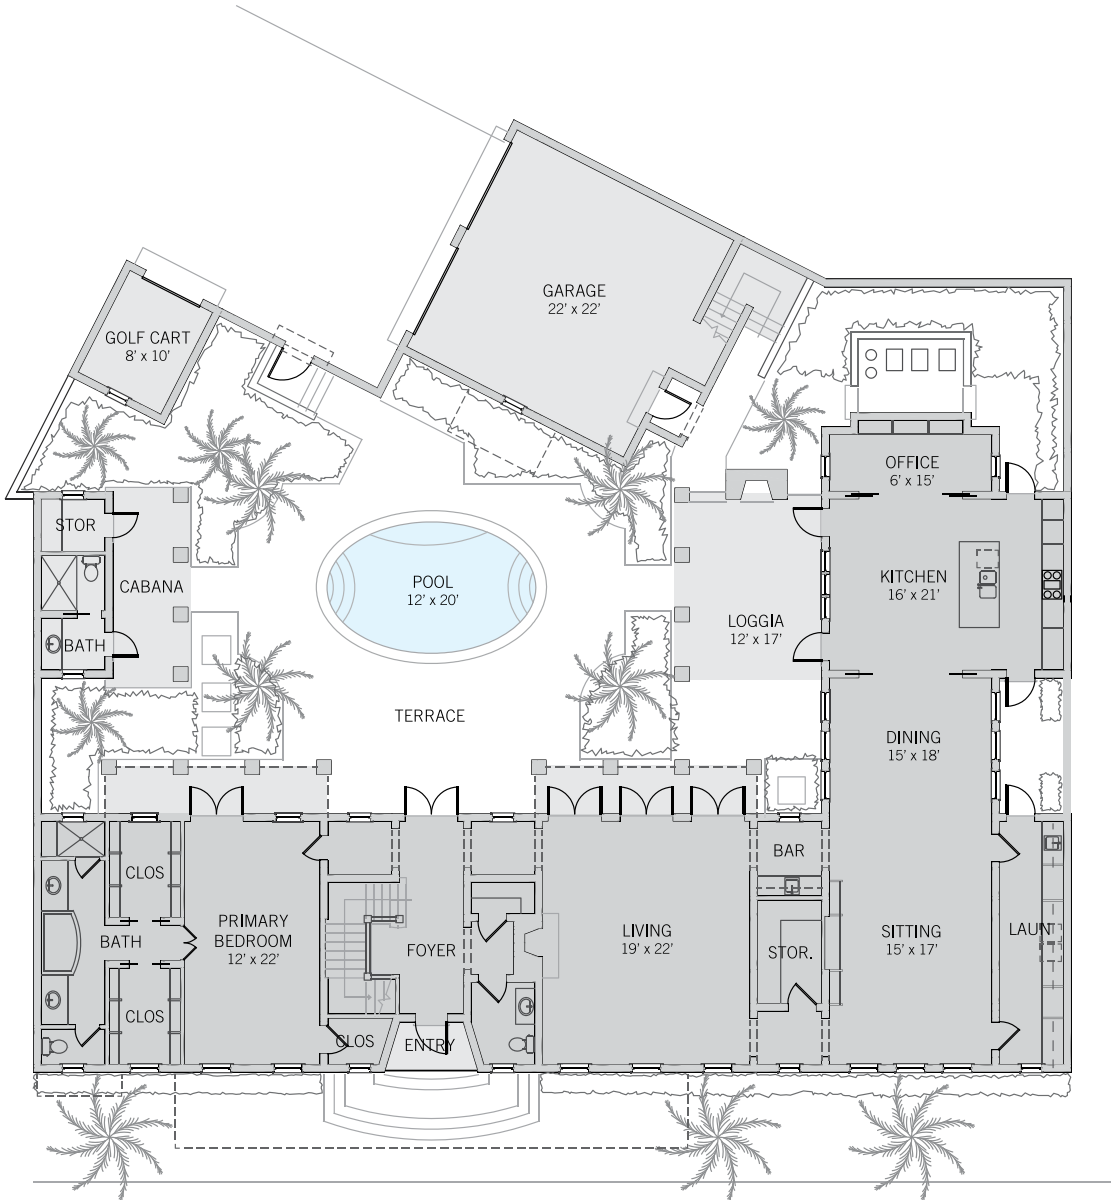 GARAGE
22' x 22'
GOLF CART
8' x 10'
OFFICE
6' x 15'
STOR
CABANA
BATH
POOL
12' x 20'
KITCHEN
16' x 21'
LOGGIA
12' x 17'
TERRACE
DINING
15' x 18'
CLOS
BAR
PRIMARY
BEDROOM
12' x 22'
BATH
FOYER
LIVING
19' x 22'
STOR.
SITTING
15' x 17'
LAUN
CLOS
CLOS
ENTRY